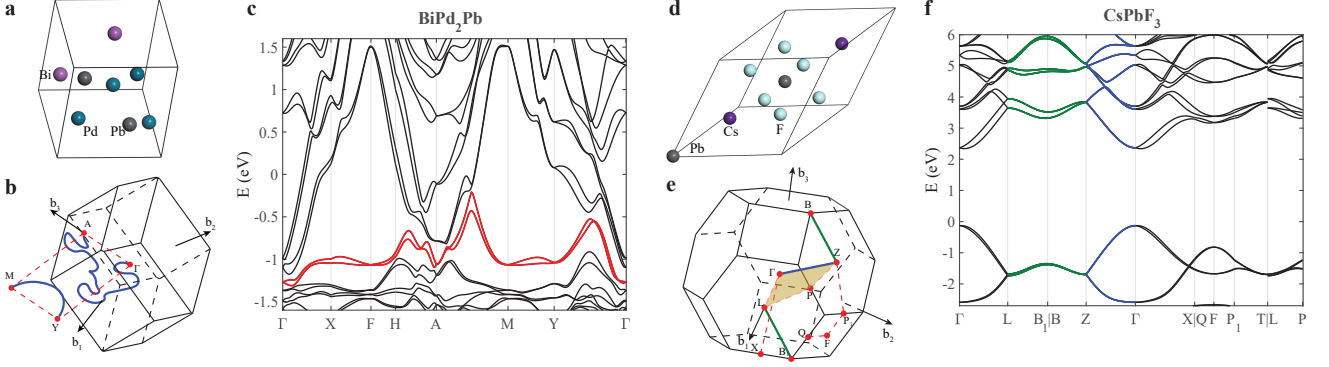 a
Bi
Pd
Pb
b
b3
A
b2
M
Γ
Y
b1
c
BiPd2Pb
E (eV)
1.5
1
0.5
0
-0.5
-1
-1.5
Γ X F H A M Y Γ
d
Cs
F
Pb
e
b3
B
Z
Γ
P
L
b1
X
Q
P1
F
B1
b2
f
CsPbF3
E (eV)
6
5
4
3
2
1
0
-1
-2
Γ L B1|B Z Γ X|Q F P1 T|L P